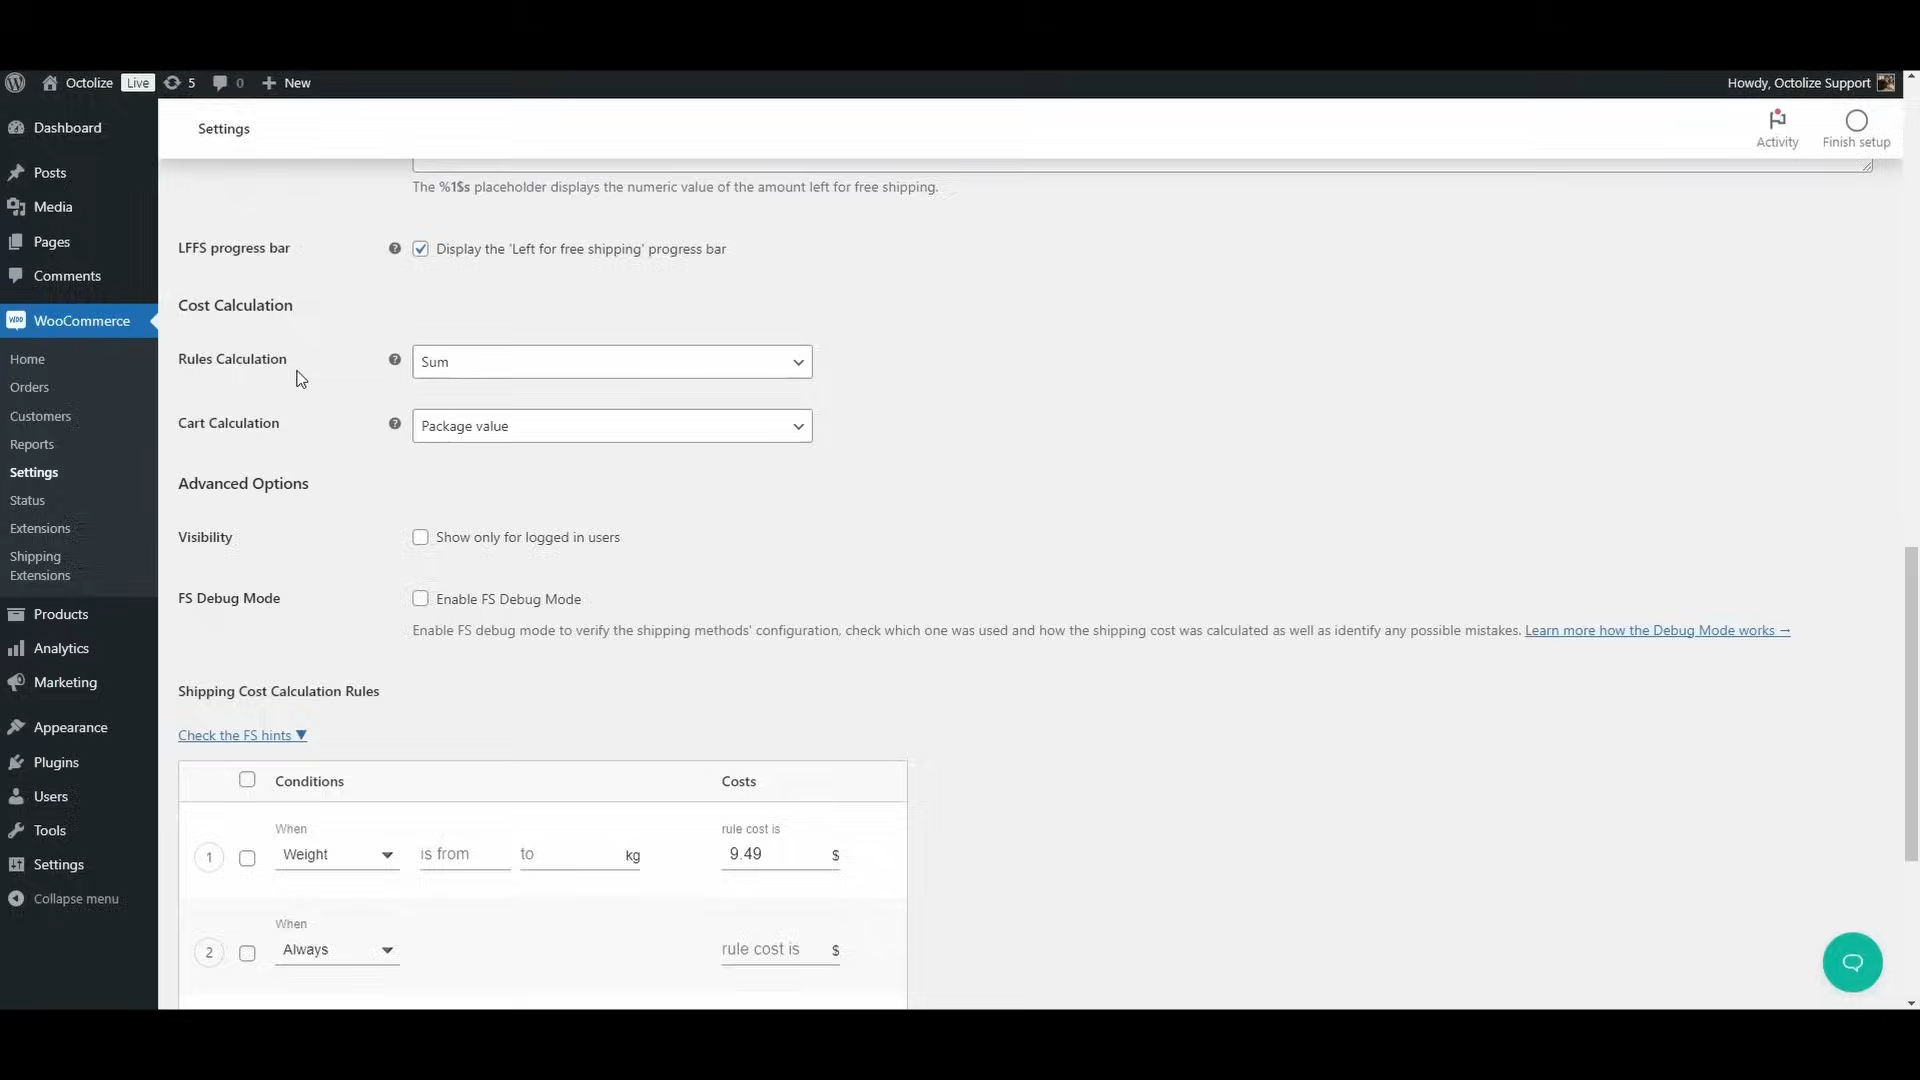 Octolize Live 5 0 New Howdy, Octolize Support
Settings
Activity
Finish setup
Dashboard
Posts
Media
Pages
Comments
WooCommerce
Home
Orders
Customers
Reports
Settings
Status
Extensions
Shipping
Extensions
Products
Analytics
Marketing
Appearance
Plugins
Users
Tools
Settings
Collapse menu
The %1$s placeholder displays the numeric value of the amount left for free shipping.
LFFS progress bar Display the 'Left for free shipping' progress bar
Cost Calculation
Rules Calculation Sum
Cart Calculation Package value
Advanced Options
Visibility Show only for logged in users
FS Debug Mode Enable FS Debug Mode
Enable FS debug mode to verify the shipping methods' configuration, check which one was used and how the shipping cost was calculated as well as identify any possible mistakes. Learn more how the Debug Mode works →
Shipping Cost Calculation Rules
Check the FS hints ▼
Conditions Costs
When rule cost is
1 Weight is from to kg 9.49 $
When
2 Always rule cost is $